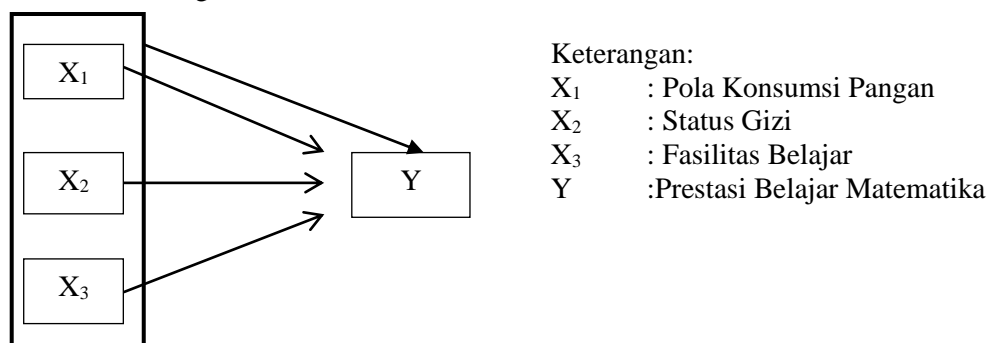 X₁
X₂
X₃
Y
Keterangan:
X₁ : Pola Konsumsi Pangan
X₂ : Status Gizi
X₃ : Fasilitas Belajar
Y :Prestasi Belajar Matematika